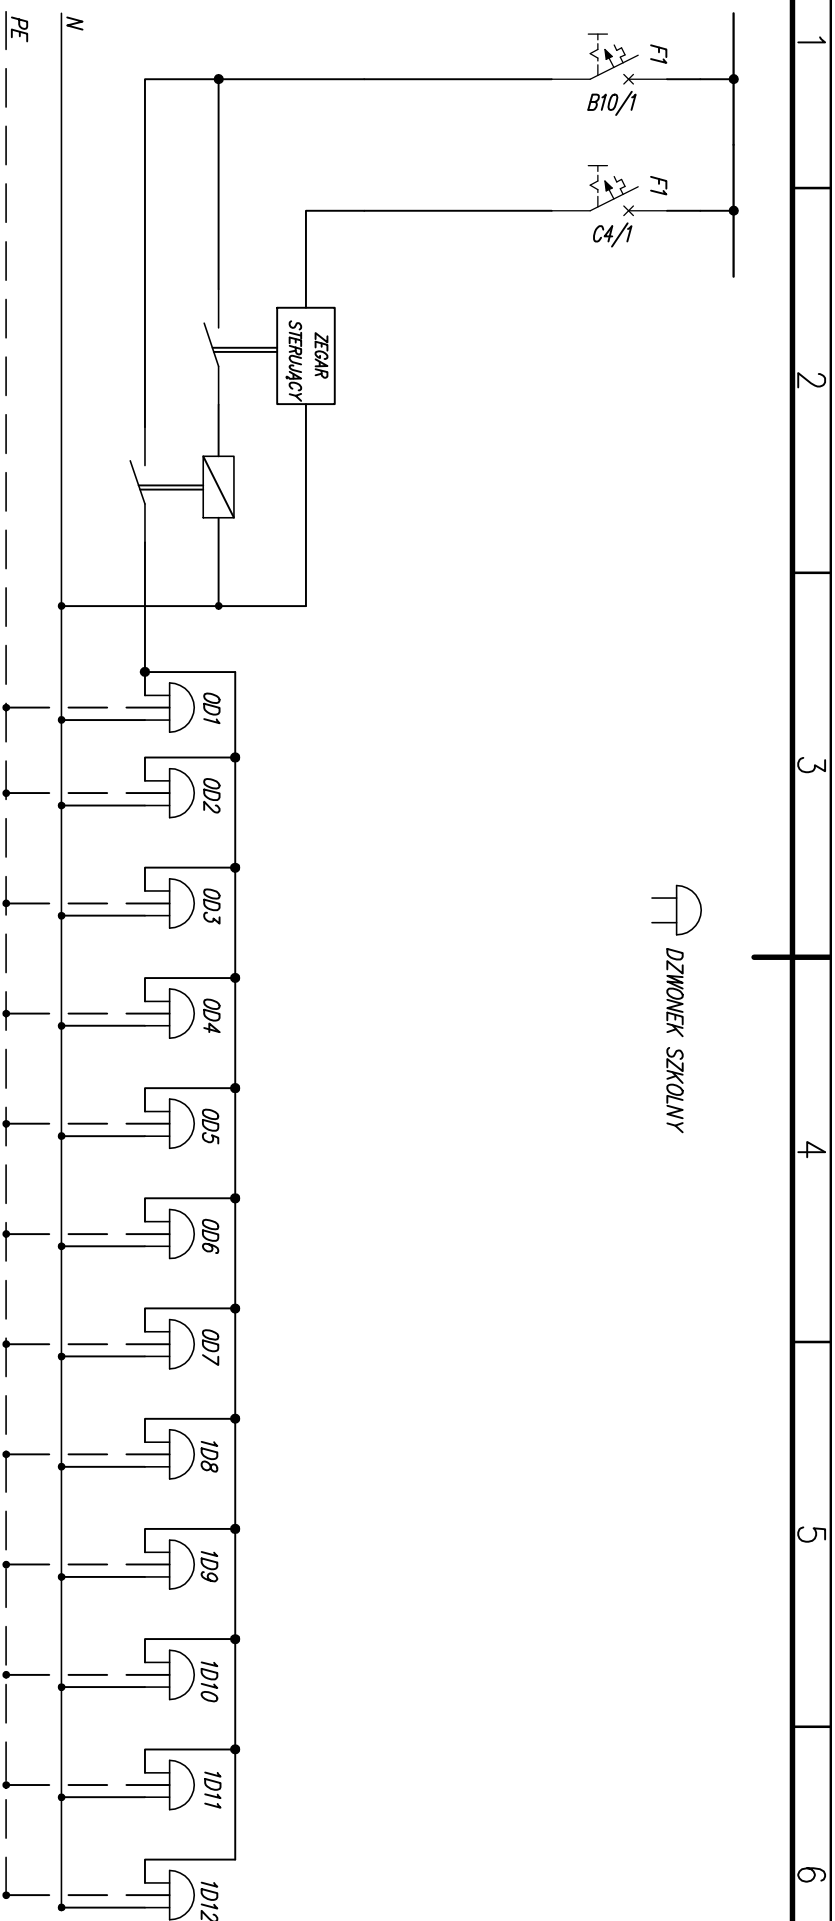 1
2
3
4
5
6
F1
B10/1
F1
C4/1
ZEGAR
STERUJĄCY
DZWONEK SZKOLNY
0D1
0D2
0D3
0D4
0D5
0D6
0D7
1D8
1D9
1D10
1D11
1D12
N
PE